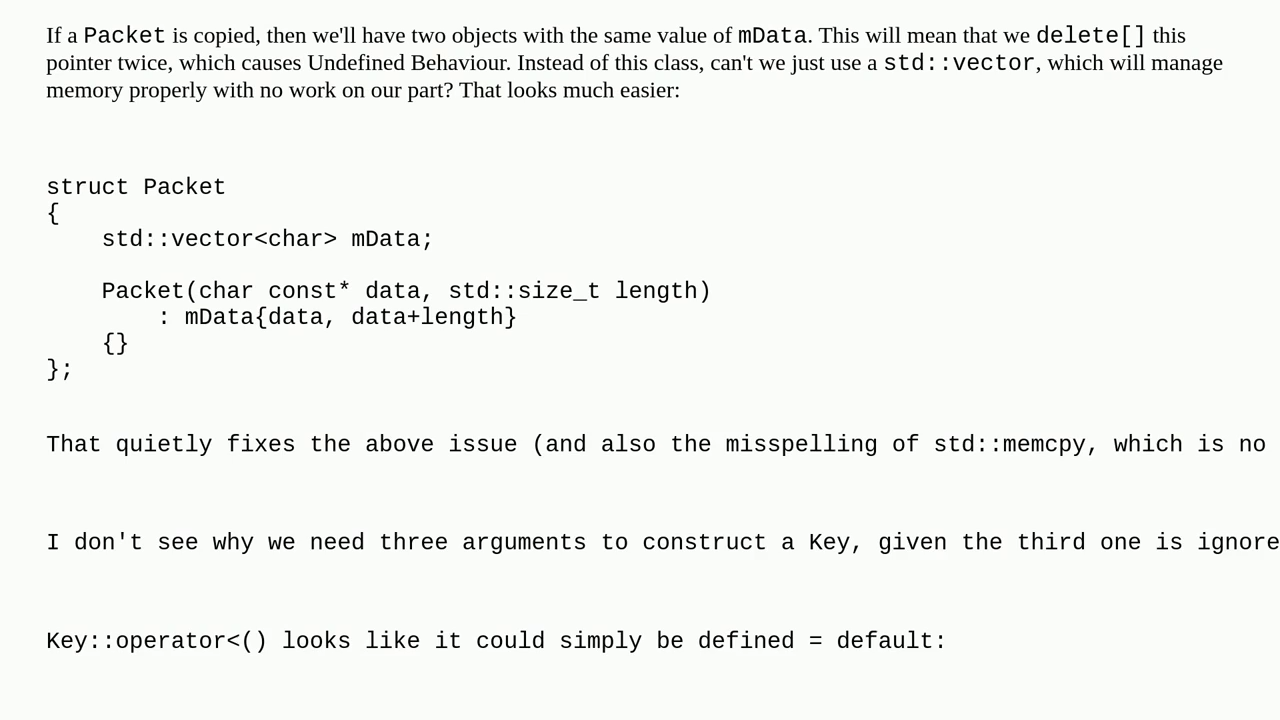 If a Packet is copied, then we'll have two objects with the same value of mData. This will mean that we delete[] this
pointer twice, which causes Undefined Behaviour. Instead of this class, can't we just use a std::vector, which will manage
memory properly with no work on our part? That looks much easier:
struct Packet
{
    std::vector<char> mData;
    Packet(char const* data, std::size_t length)
        : mData{data, data+length}
    {}
};
That quietly fixes the above issue (and also the misspelling of std::memcpy, which is no
I don't see why we need three arguments to construct a Key, given the third one is ignore
Key::operator<() looks like it could simply be defined = default: